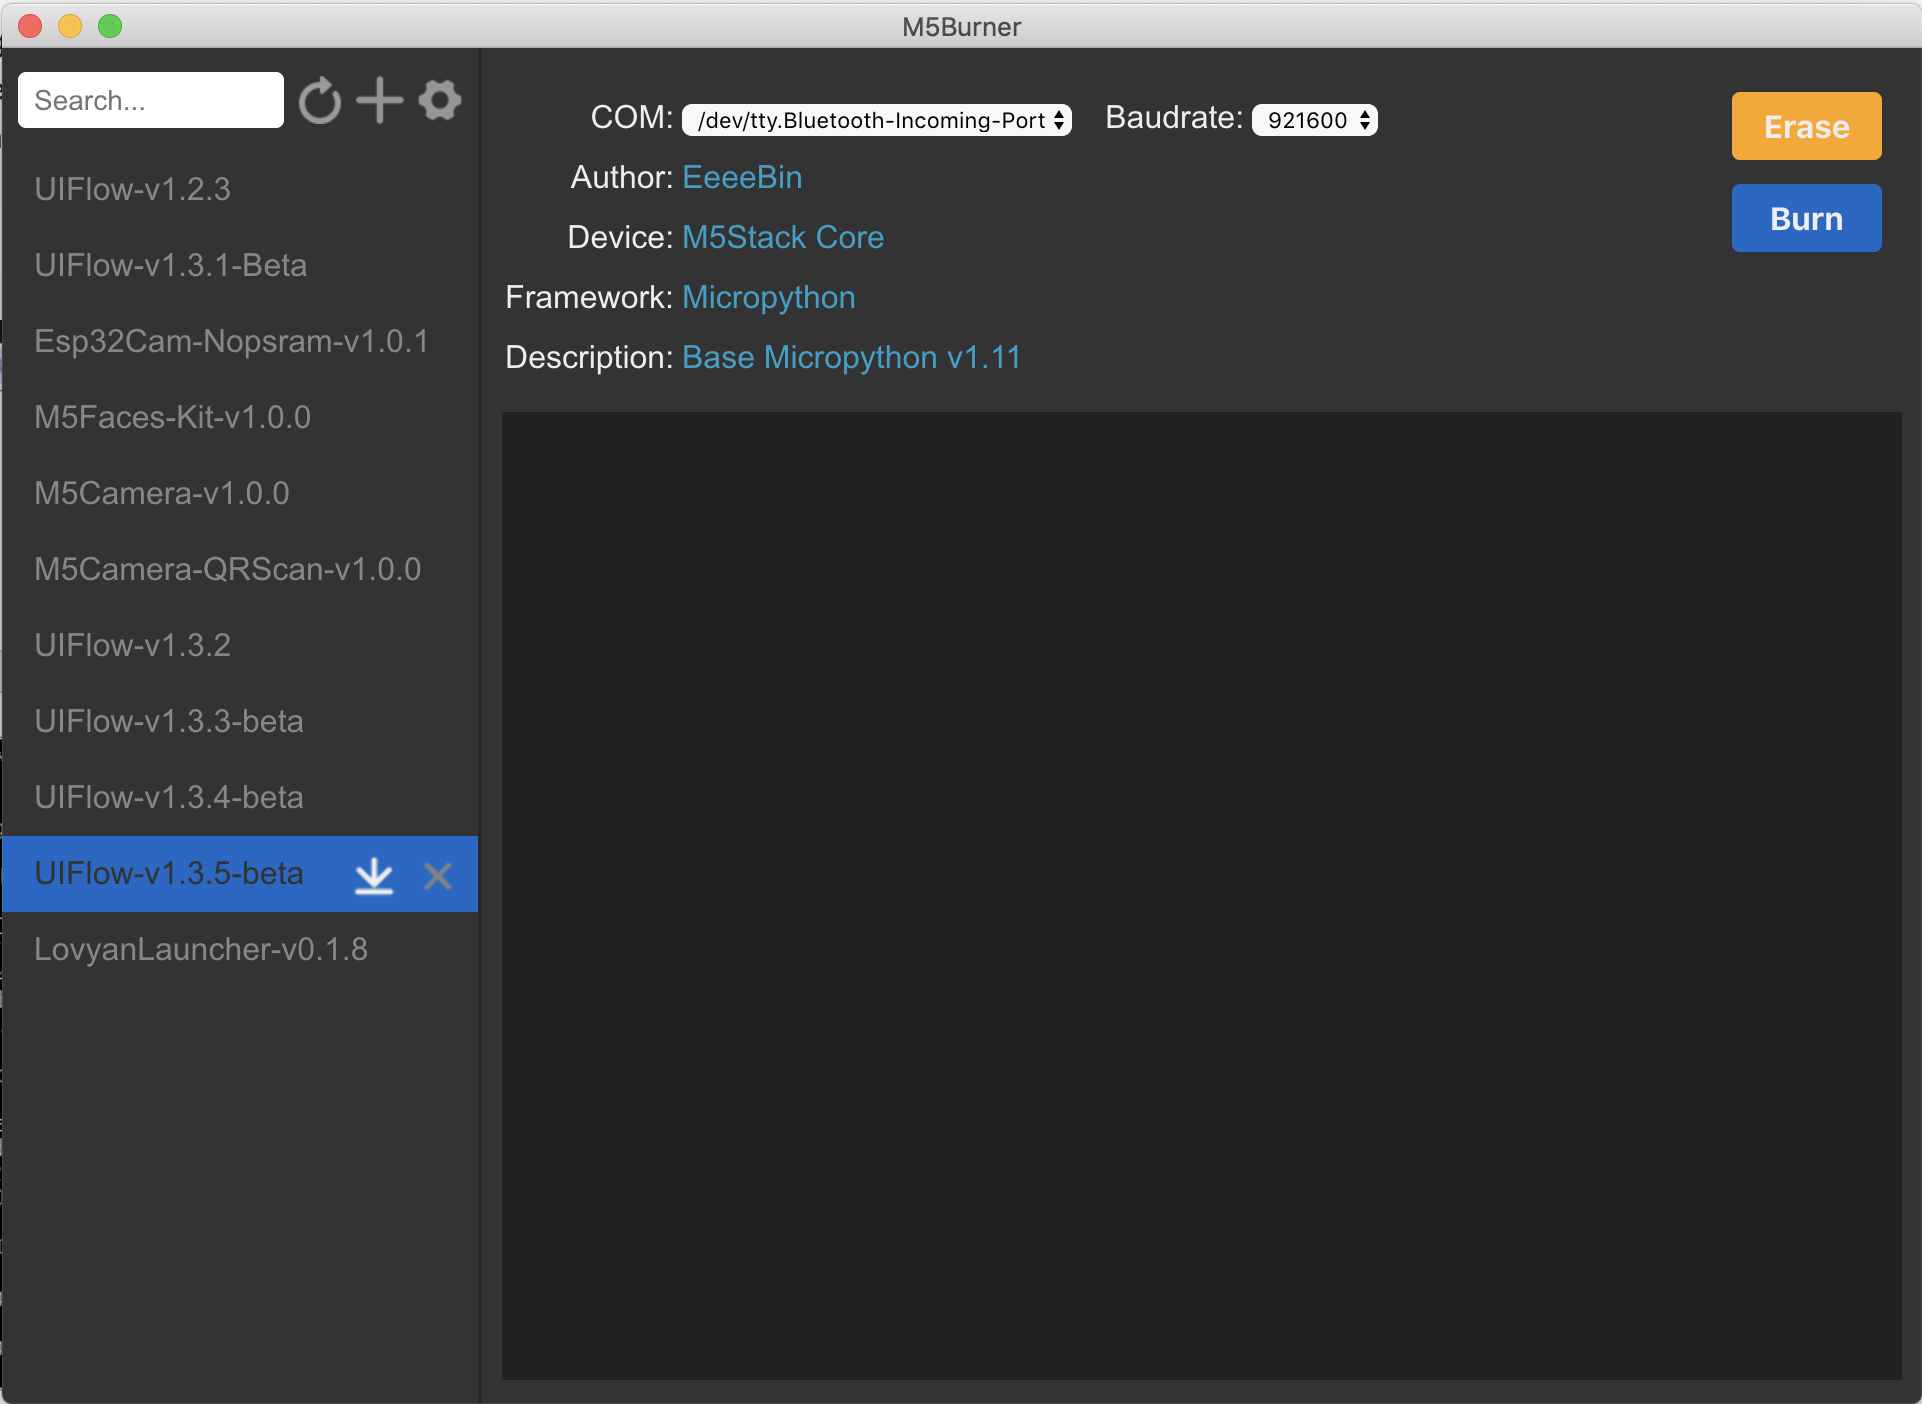 M5Burner
Search...
UIFlow-v1.2.3
UIFlow-v1.3.1-Beta
Esp32Cam-Nopsram-v1.0.1
M5Faces-Kit-v1.0.0
M5Camera-v1.0.0
M5Camera-QRScan-v1.0.0
UIFlow-v1.3.2
UIFlow-v1.3.3-beta
UIFlow-v1.3.4-beta
UIFlow-v1.3.5-beta
LovyanLauncher-v0.1.8
COM: /dev/tty.Bluetooth-Incoming-Port Baudrate: 921600
Author: EeeeBin
Device: M5Stack Core
Framework: Micropython
Description: Base Micropython v1.11
Erase
Burn